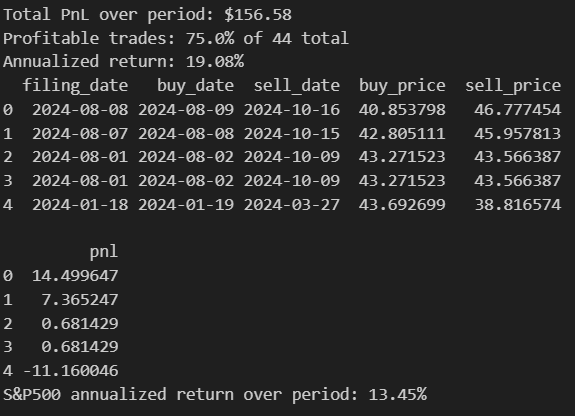 Total PnL over period: $156.58
Profitable trades: 75.0% of 44 total
Annualized return: 19.08%
filing_date buy_date sell_date buy_price sell_price
0 2024-08-08 2024-08-09 2024-10-16 40.853798 46.777454
1 2024-08-07 2024-08-08 2024-10-15 42.805111 45.957813
2 2024-08-01 2024-08-02 2024-10-09 43.271523 43.566387
3 2024-08-01 2024-08-02 2024-10-09 43.271523 43.566387
4 2024-01-18 2024-01-19 2024-03-27 43.692699 38.816574
pnl
0 14.499647
1 7.365247
2 0.681429
3 0.681429
4 -11.160046
S&P500 annualized return over period: 13.45%